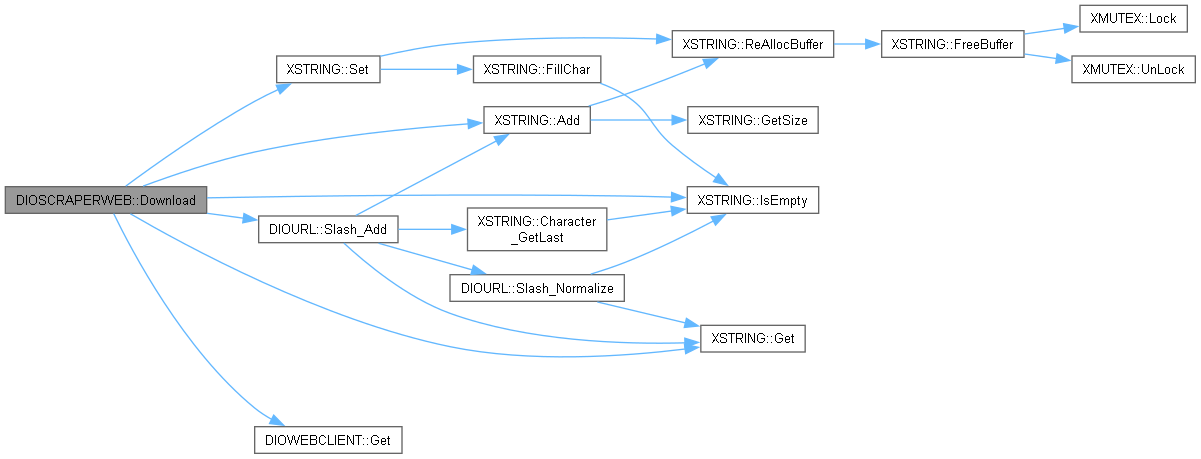 XMUTEX::Lock
XSTRING::ReAllocBuffer
XSTRING::FreeBuffer
XSTRING::Set
XSTRING::FillChar
XMUTEX::UnLock
XSTRING::Add
XSTRING::GetSize
DIOSCRAPERWEB::Download
XSTRING::IsEmpty
DIOURL::Slash_Add
XSTRING::Character
_GetLast
DIOURL::Slash_Normalize
XSTRING::Get
DIOWEBCLIENT::Get